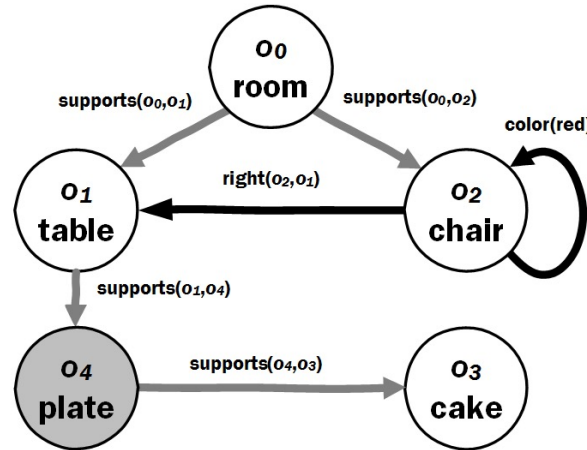 o0
room
supports(o0,o1)
supports(o0,o2)
color(red)
o1
table
right(o2,o1)
o2
chair
supports(o1,o4)
o4
plate
supports(o4,o3)
o3
cake